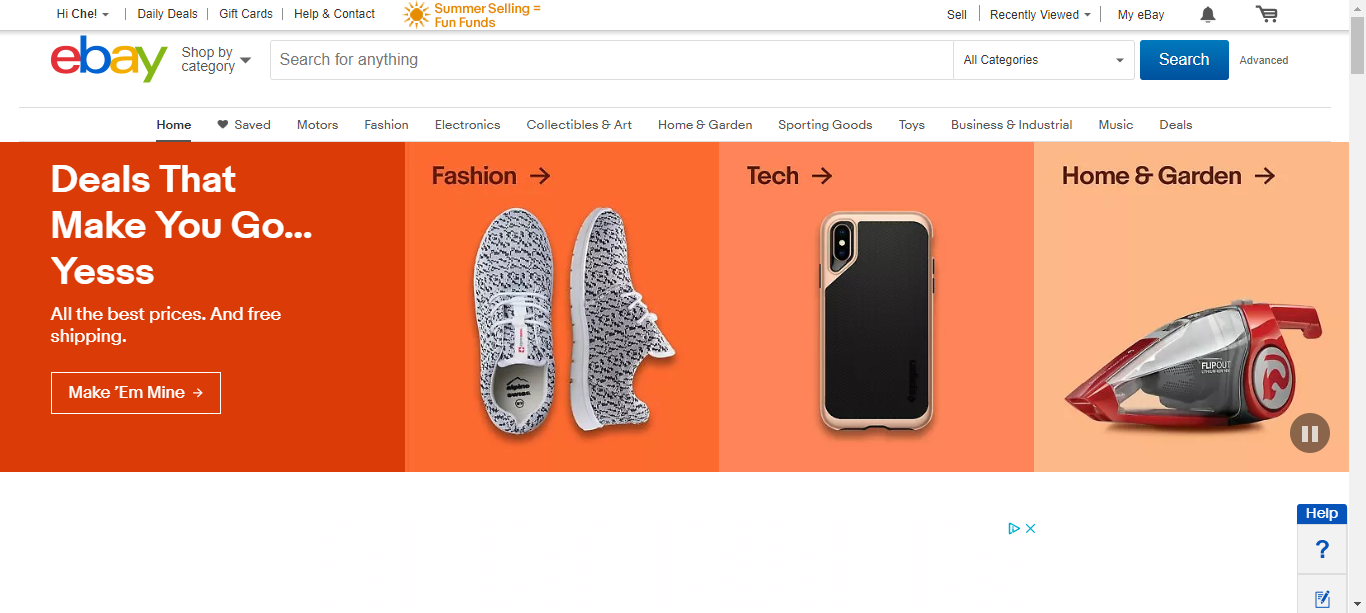 Hi Che!
Daily Deals
Gift Cards
Help & Contact
Summer Selling =
Fun Funds
Sell
Recently Viewed
My eBay
ebay
Shop by
category
Search for anything
All Categories
Search
Advanced
Home
Saved
Motors
Fashion
Electronics
Collectibles & Art
Home & Garden
Sporting Goods
Toys
Business & Industrial
Music
Deals
Deals That
Make You Go...
Yesss
All the best prices. And free
shipping.
Make 'Em Mine →
Fashion →
alpine
swiss
Tech →
Home & Garden →
FLIPOUT
Help
?